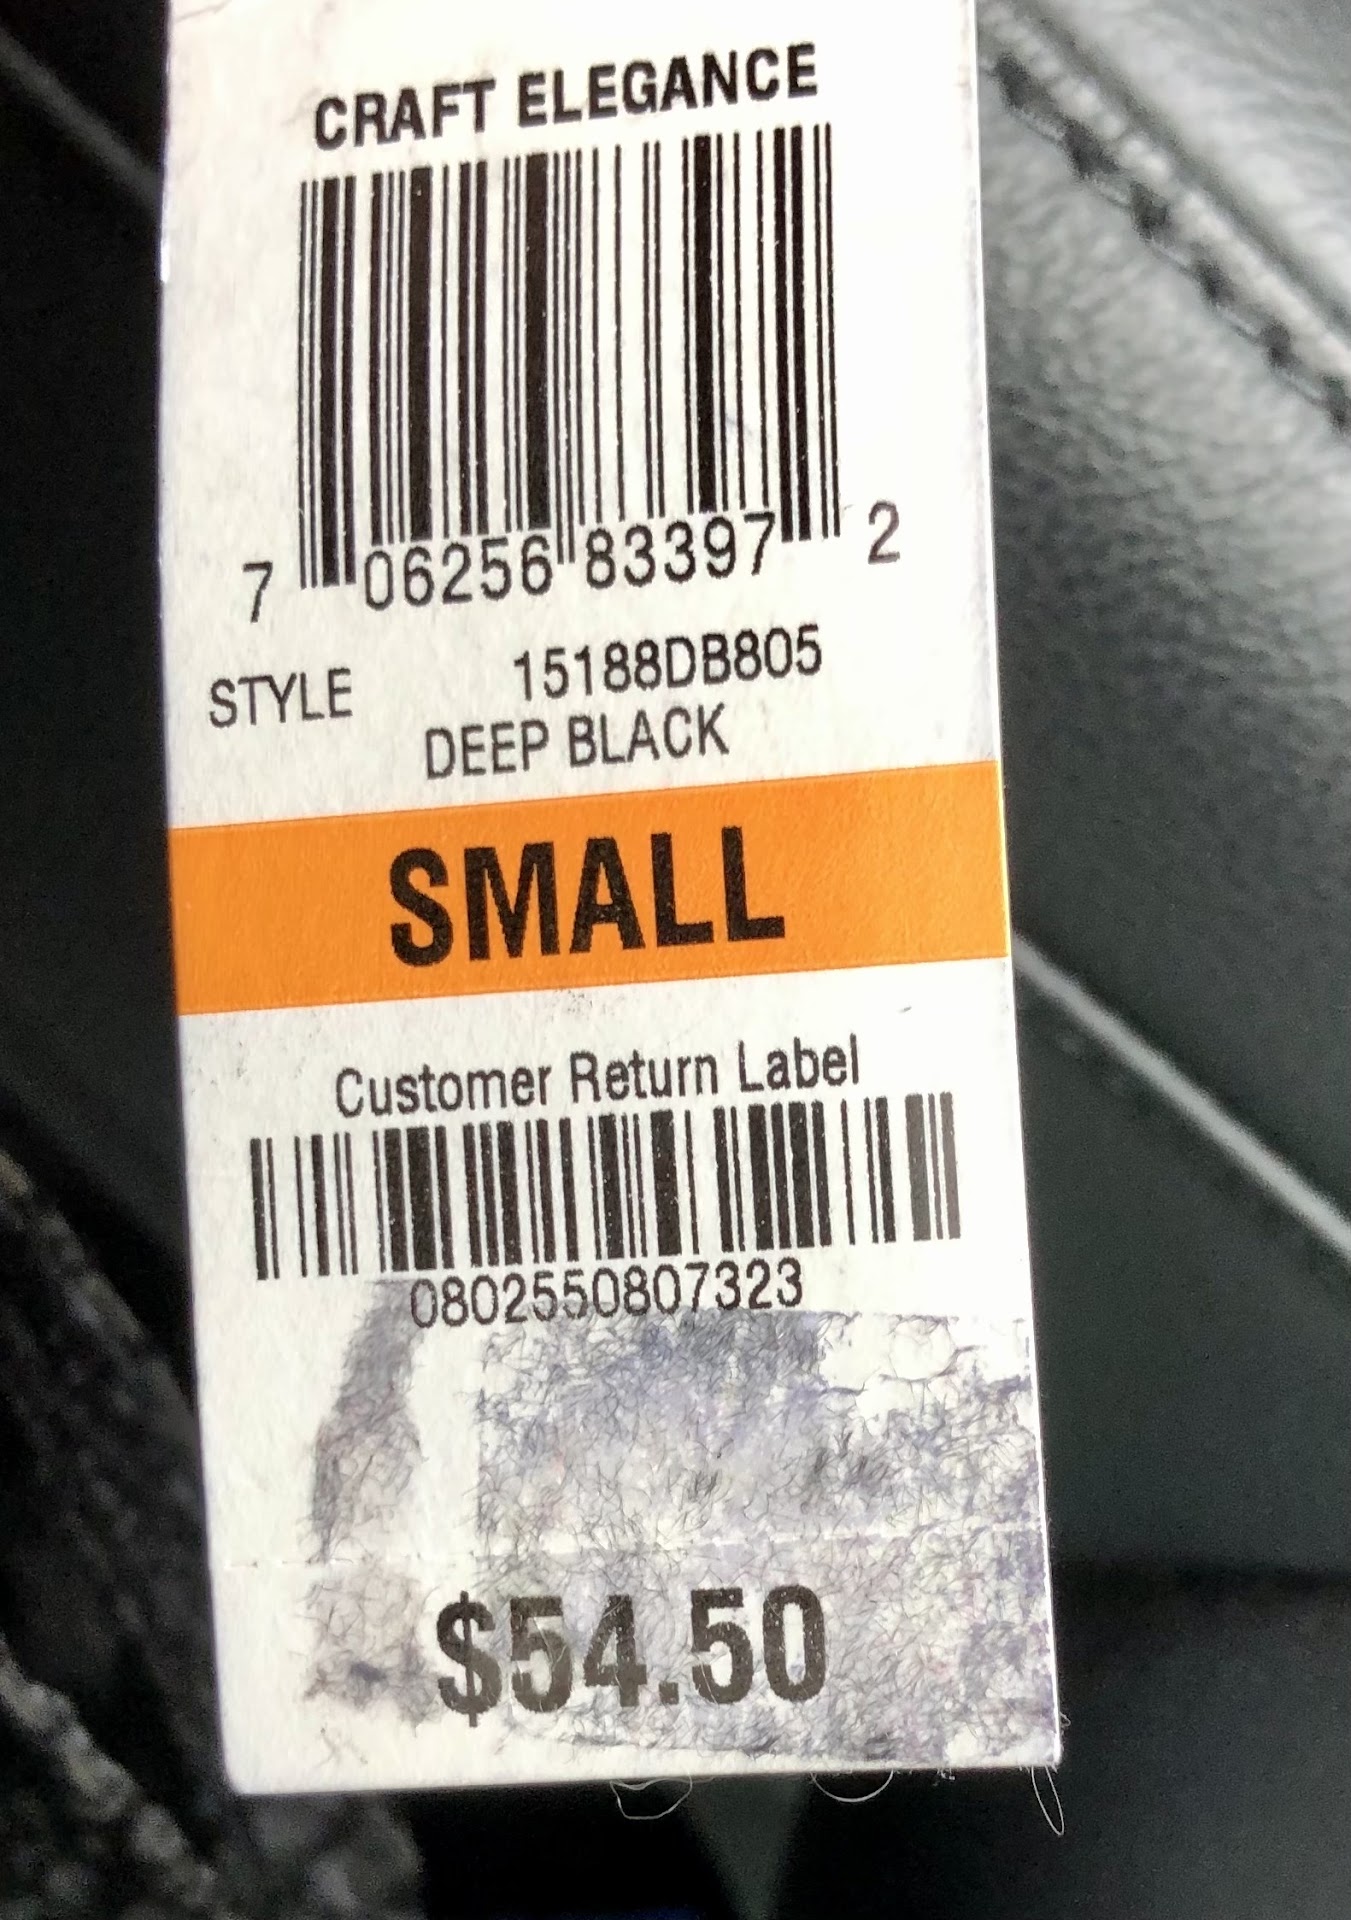 CRAFT ELEGANCE
7 06256 83397 2
STYLE 15188DB805
DEEP BLACK
SMALL
Customer Return Label
0802550807323
$54.50